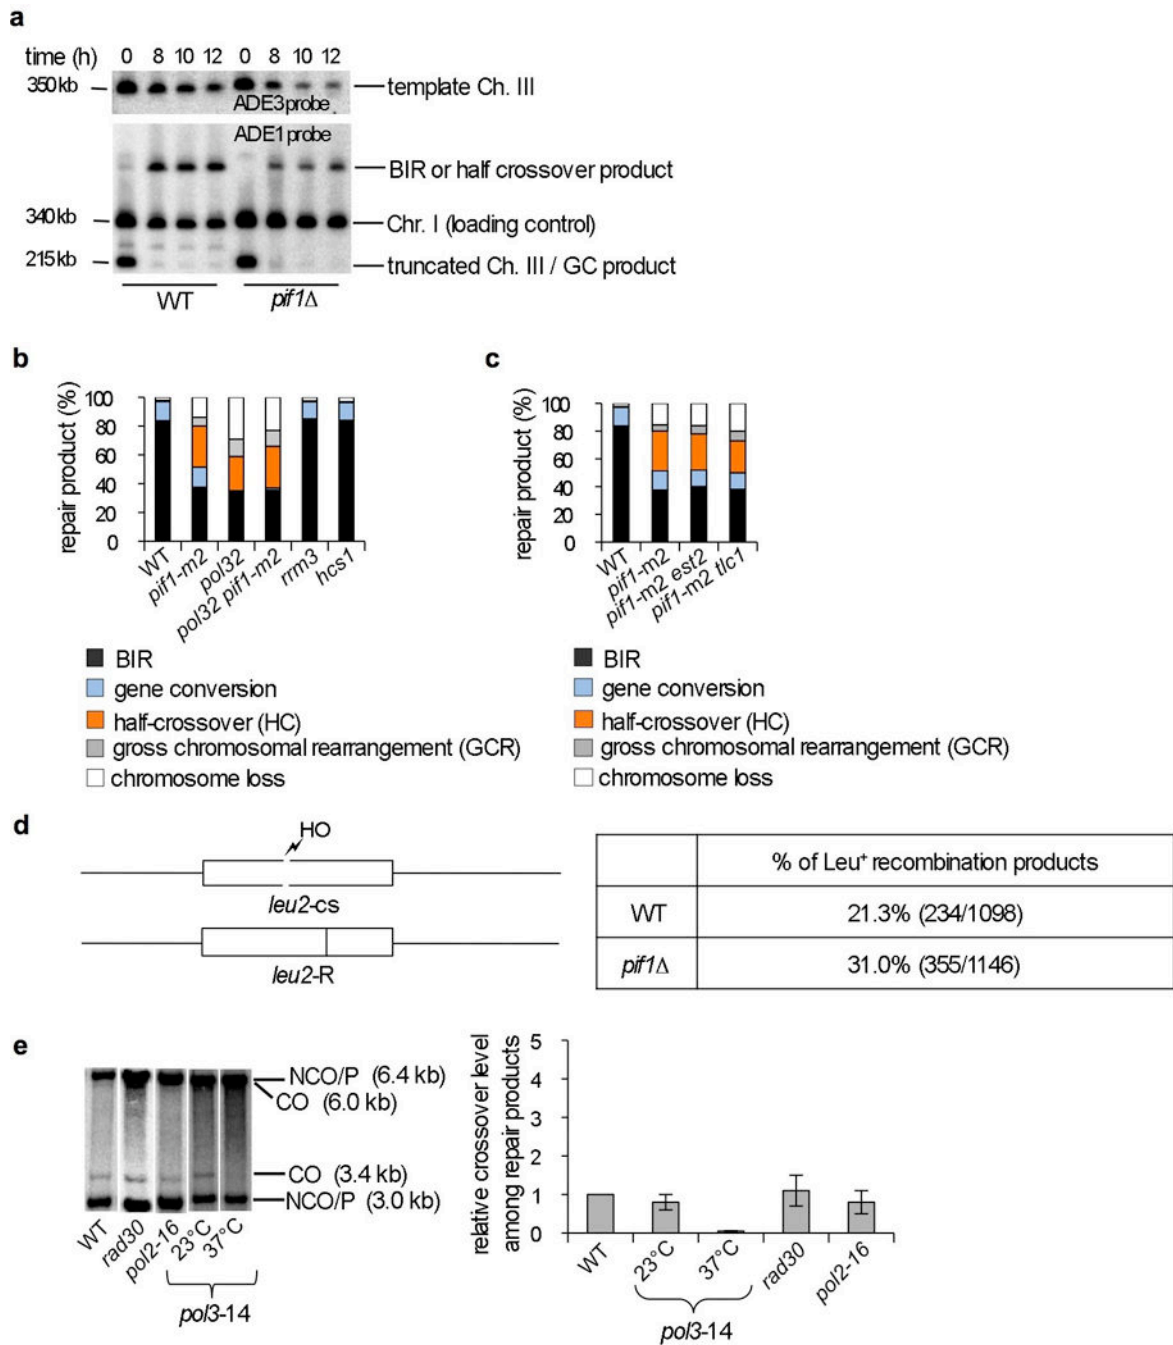 a
time (h) 0 8 10 12 0 8 10 12
350kb
template Ch. III
ADE3 probe
ADE1 probe
BIR or half crossover product
340kb
Chr. I (loading control)
215kb
truncated Ch. III / GC product
WT pif1Δ
b
repair product (%)
100
80
60
40
20
0
WT
pif1-m2
pol32
pol32 pif1-m2
rrm3
hcs1
BIR
gene conversion
half-crossover (HC)
gross chromosomal rearrangement (GCR)
chromosome loss
c
repair product (%)
100
80
60
40
20
0
WT
pif1-m2
pif1-m2 est2
pif1-m2 tlc1
BIR
gene conversion
half-crossover (HC)
gross chromosomal rearrangement (GCR)
chromosome loss
d
HO
leu2-cs
leu2-R
% of Leu⁺ recombination products
WT 21.3% (234/1098)
pif1Δ 31.0% (355/1146)
e
NCO/P (6.4 kb)
CO (6.0 kb)
CO (3.4 kb)
NCO/P (3.0 kb)
WT
rad30
pol2-16
23°C
37°C
pol3-14
relative crossover level
among repair products
5
4
3
2
1
0
WT
23°C
37°C
rad30
pol2-16
pol3-14